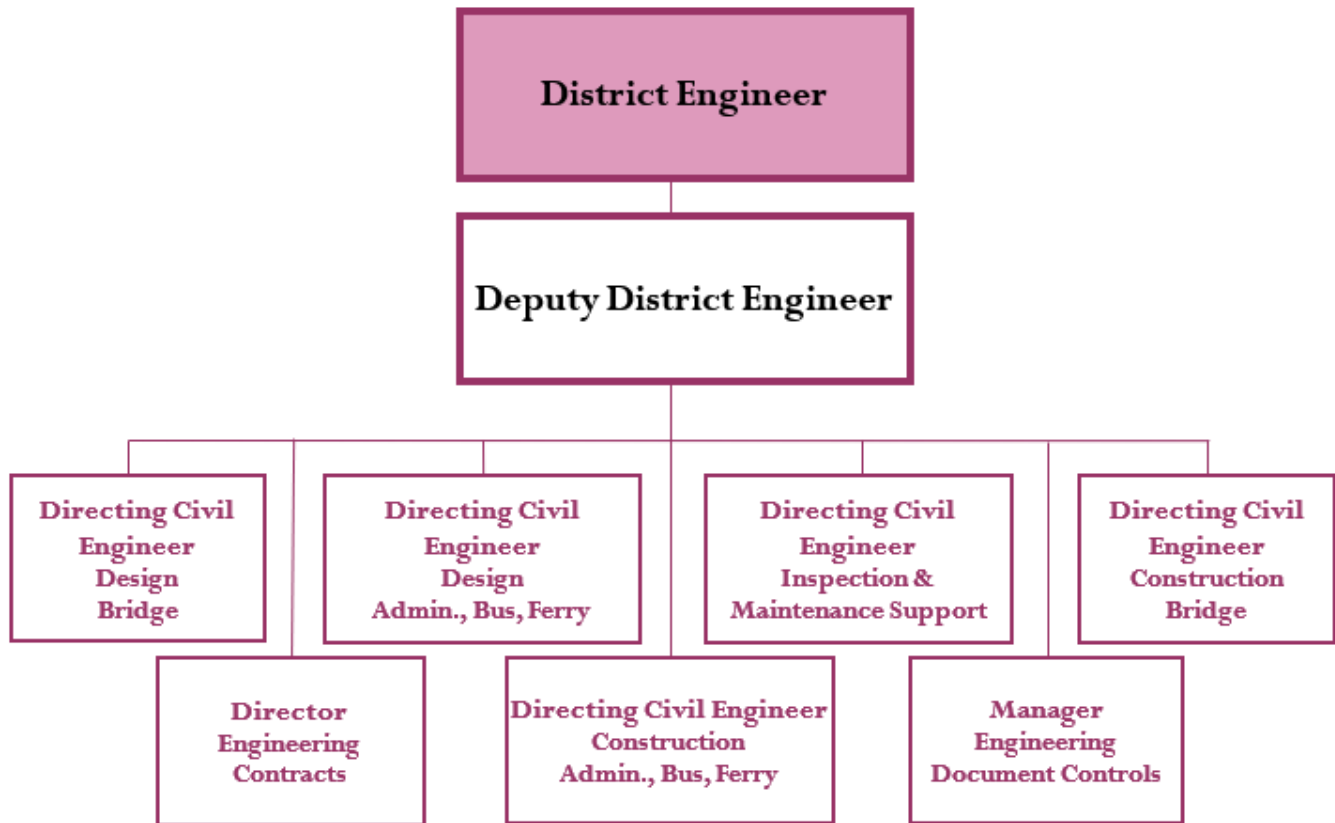 District Engineer
Deputy District Engineer
Directing Civil
Engineer
Design
Bridge
Directing Civil
Engineer
Design
Admin., Bus, Ferry
Directing Civil
Engineer
Inspection &
Maintenance Support
Directing Civil
Engineer
Construction
Bridge
Director
Engineering
Contracts
Directing Civil Engineer
Construction
Admin., Bus, Ferry
Manager
Engineering
Document Controls